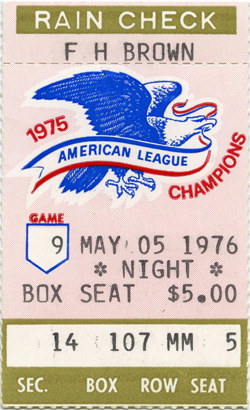 RAIN CHECK
F H BROWN
1975
AMERICAN LEAGUE
CHAMPIONS
GAME
9 MAY 05 1976
* NIGHT *
BOX SEAT $5.00
14 107 MM 5
SEC. BOX ROW SEAT